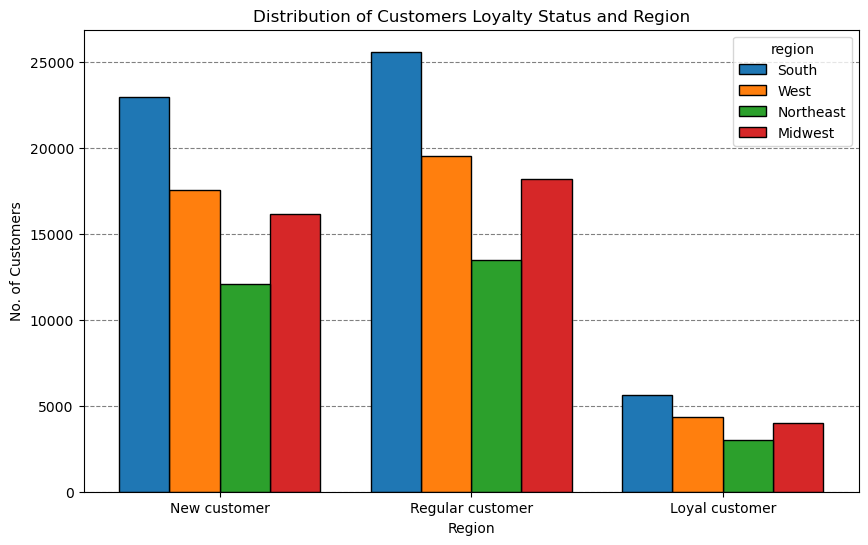 Distribution of Customers Loyalty Status and Region
region
South
West
Northeast
Midwest
25000
20000
15000
10000
5000
0
No. of Customers
New customer
Regular customer
Loyal customer
Region